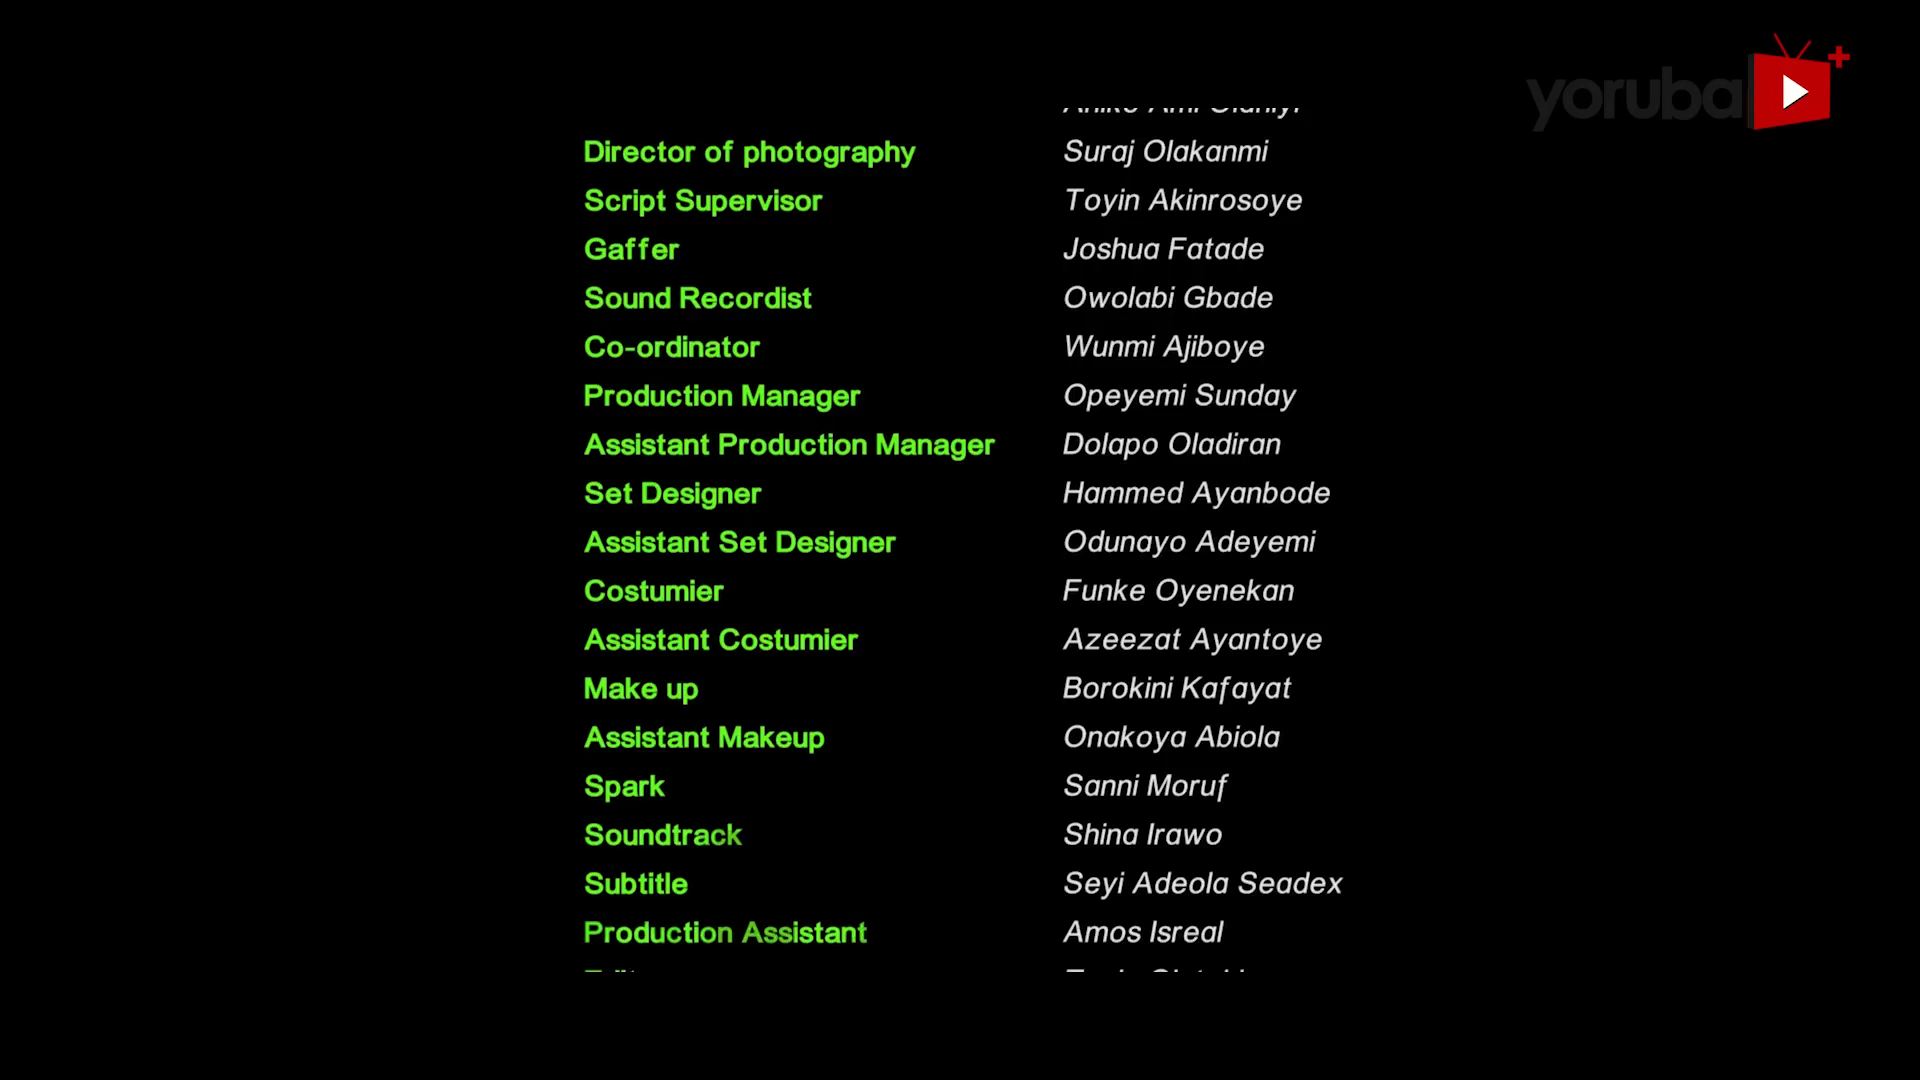 yoruba
Director of photography Suraj Olakanmi
Script Supervisor Toyin Akinrosoye
Gaffer Joshua Fatade
Sound Recordist Owolabi Gbade
Co-ordinator Wunmi Ajiboye
Production Manager Opeyemi Sunday
Assistant Production Manager Dolapo Oladiran
Set Designer Hammed Ayanbode
Assistant Set Designer Odunayo Adeyemi
Costumier Funke Oyenekan
Assistant Costumier Azeezat Ayantoye
Make up Borokini Kafayat
Assistant Makeup Onakoya Abiola
Spark Sanni Moruf
Soundtrack Shina Irawo
Subtitle Seyi Adeola Seadex
Production Assistant Amos Isreal